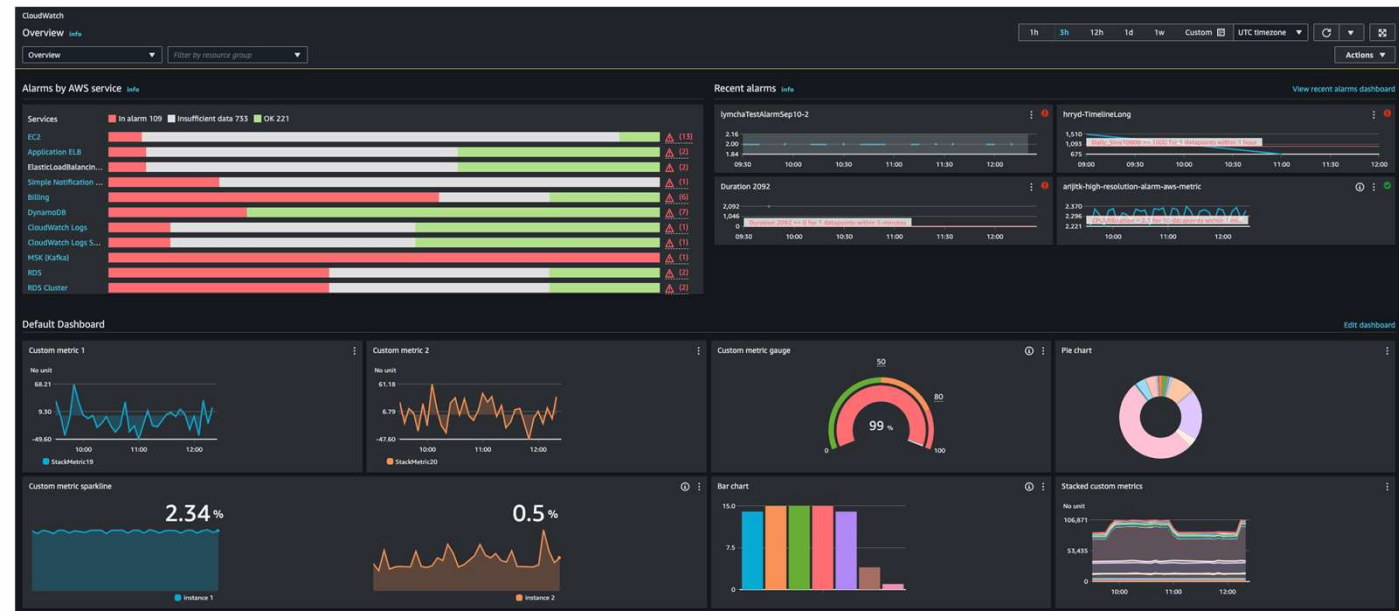 CloudWatch
Overview Info
1h 3h 12h 1d 1w Custom UTC timezone
Overview Filter by resource group
Actions
Alarms by AWS service Info
Services In alarm 109 Insufficient data 733 OK 221
EC2 (13)
Application ELB (2)
ElasticLoadBalancin... (2)
Simple Notification ... (1)
Billing (6)
DynamoDB (7)
CloudWatch Logs (1)
CloudWatch Logs S... (1)
MSK (Kafka) (1)
RDS (2)
RDS Cluster (2)
Recent alarms Info
View recent alarms dashboard
lymchaTestAlarmSep10-2
2.16
2.00
1.84
09:30 10:00 10:30 11:00 11:30 12:00
hrryd-TimelineLong
1,510
1,093
675
for 1 datapoints within 1 hour
09:00 09:30 10:00 10:30 11:00 11:30 12:00
Duration 2092
2,092
1,046
0
Duration 2092 >= 0 for 1 datapoints within 5 minutes
09:30 10:00 10:30 11:00 11:30 12:00
arijitk-high-resolution-alarm-aws-metric
2.370
2.296
2.221
10:00 11:00 12:00
Default Dashboard
Edit dashboard
Custom metric 1
No unit
68.21
9.30
-49.60
10:00 11:00 12:00
StackMetric19
Custom metric 2
No unit
61.18
6.79
-47.60
10:00 11:00 12:00
StackMetric20
Custom metric gauge
50
80
99 %
0 100
Pie chart
Custom metric sparkline
2.34 %
Instance 1
0.5 %
Instance 2
Bar chart
15.0
7.5
0
Stacked custom metrics
No unit
106,871
53,435
0
10:00 11:00 12:00